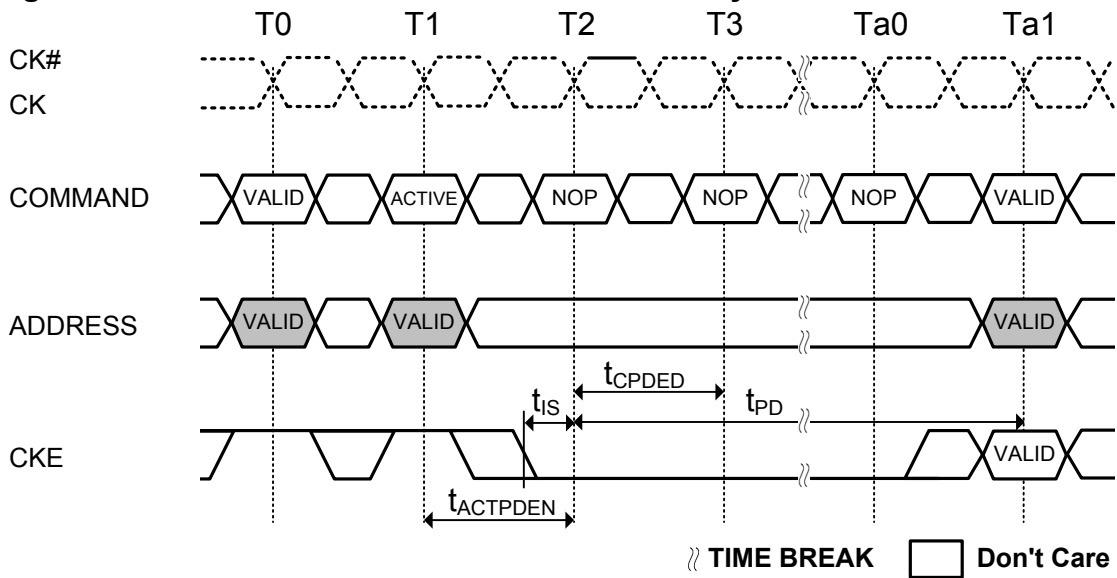 T0 T1 T2 T3 Ta0 Ta1
CK#
CK
COMMAND VALID ACTIVE NOP NOP NOP VALID
ADDRESS VALID VALID VALID
tCPDED
tIS tPD
CKE VALID
tACTPDEN
TIME BREAK Don't Care